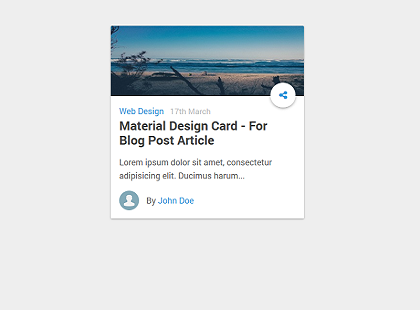 Web Design 17th March
Material Design Card - For
Blog Post Article
Lorem ipsum dolor sit amet, consectetur
adipisicing elit. Ducimus harum...
By John Doe